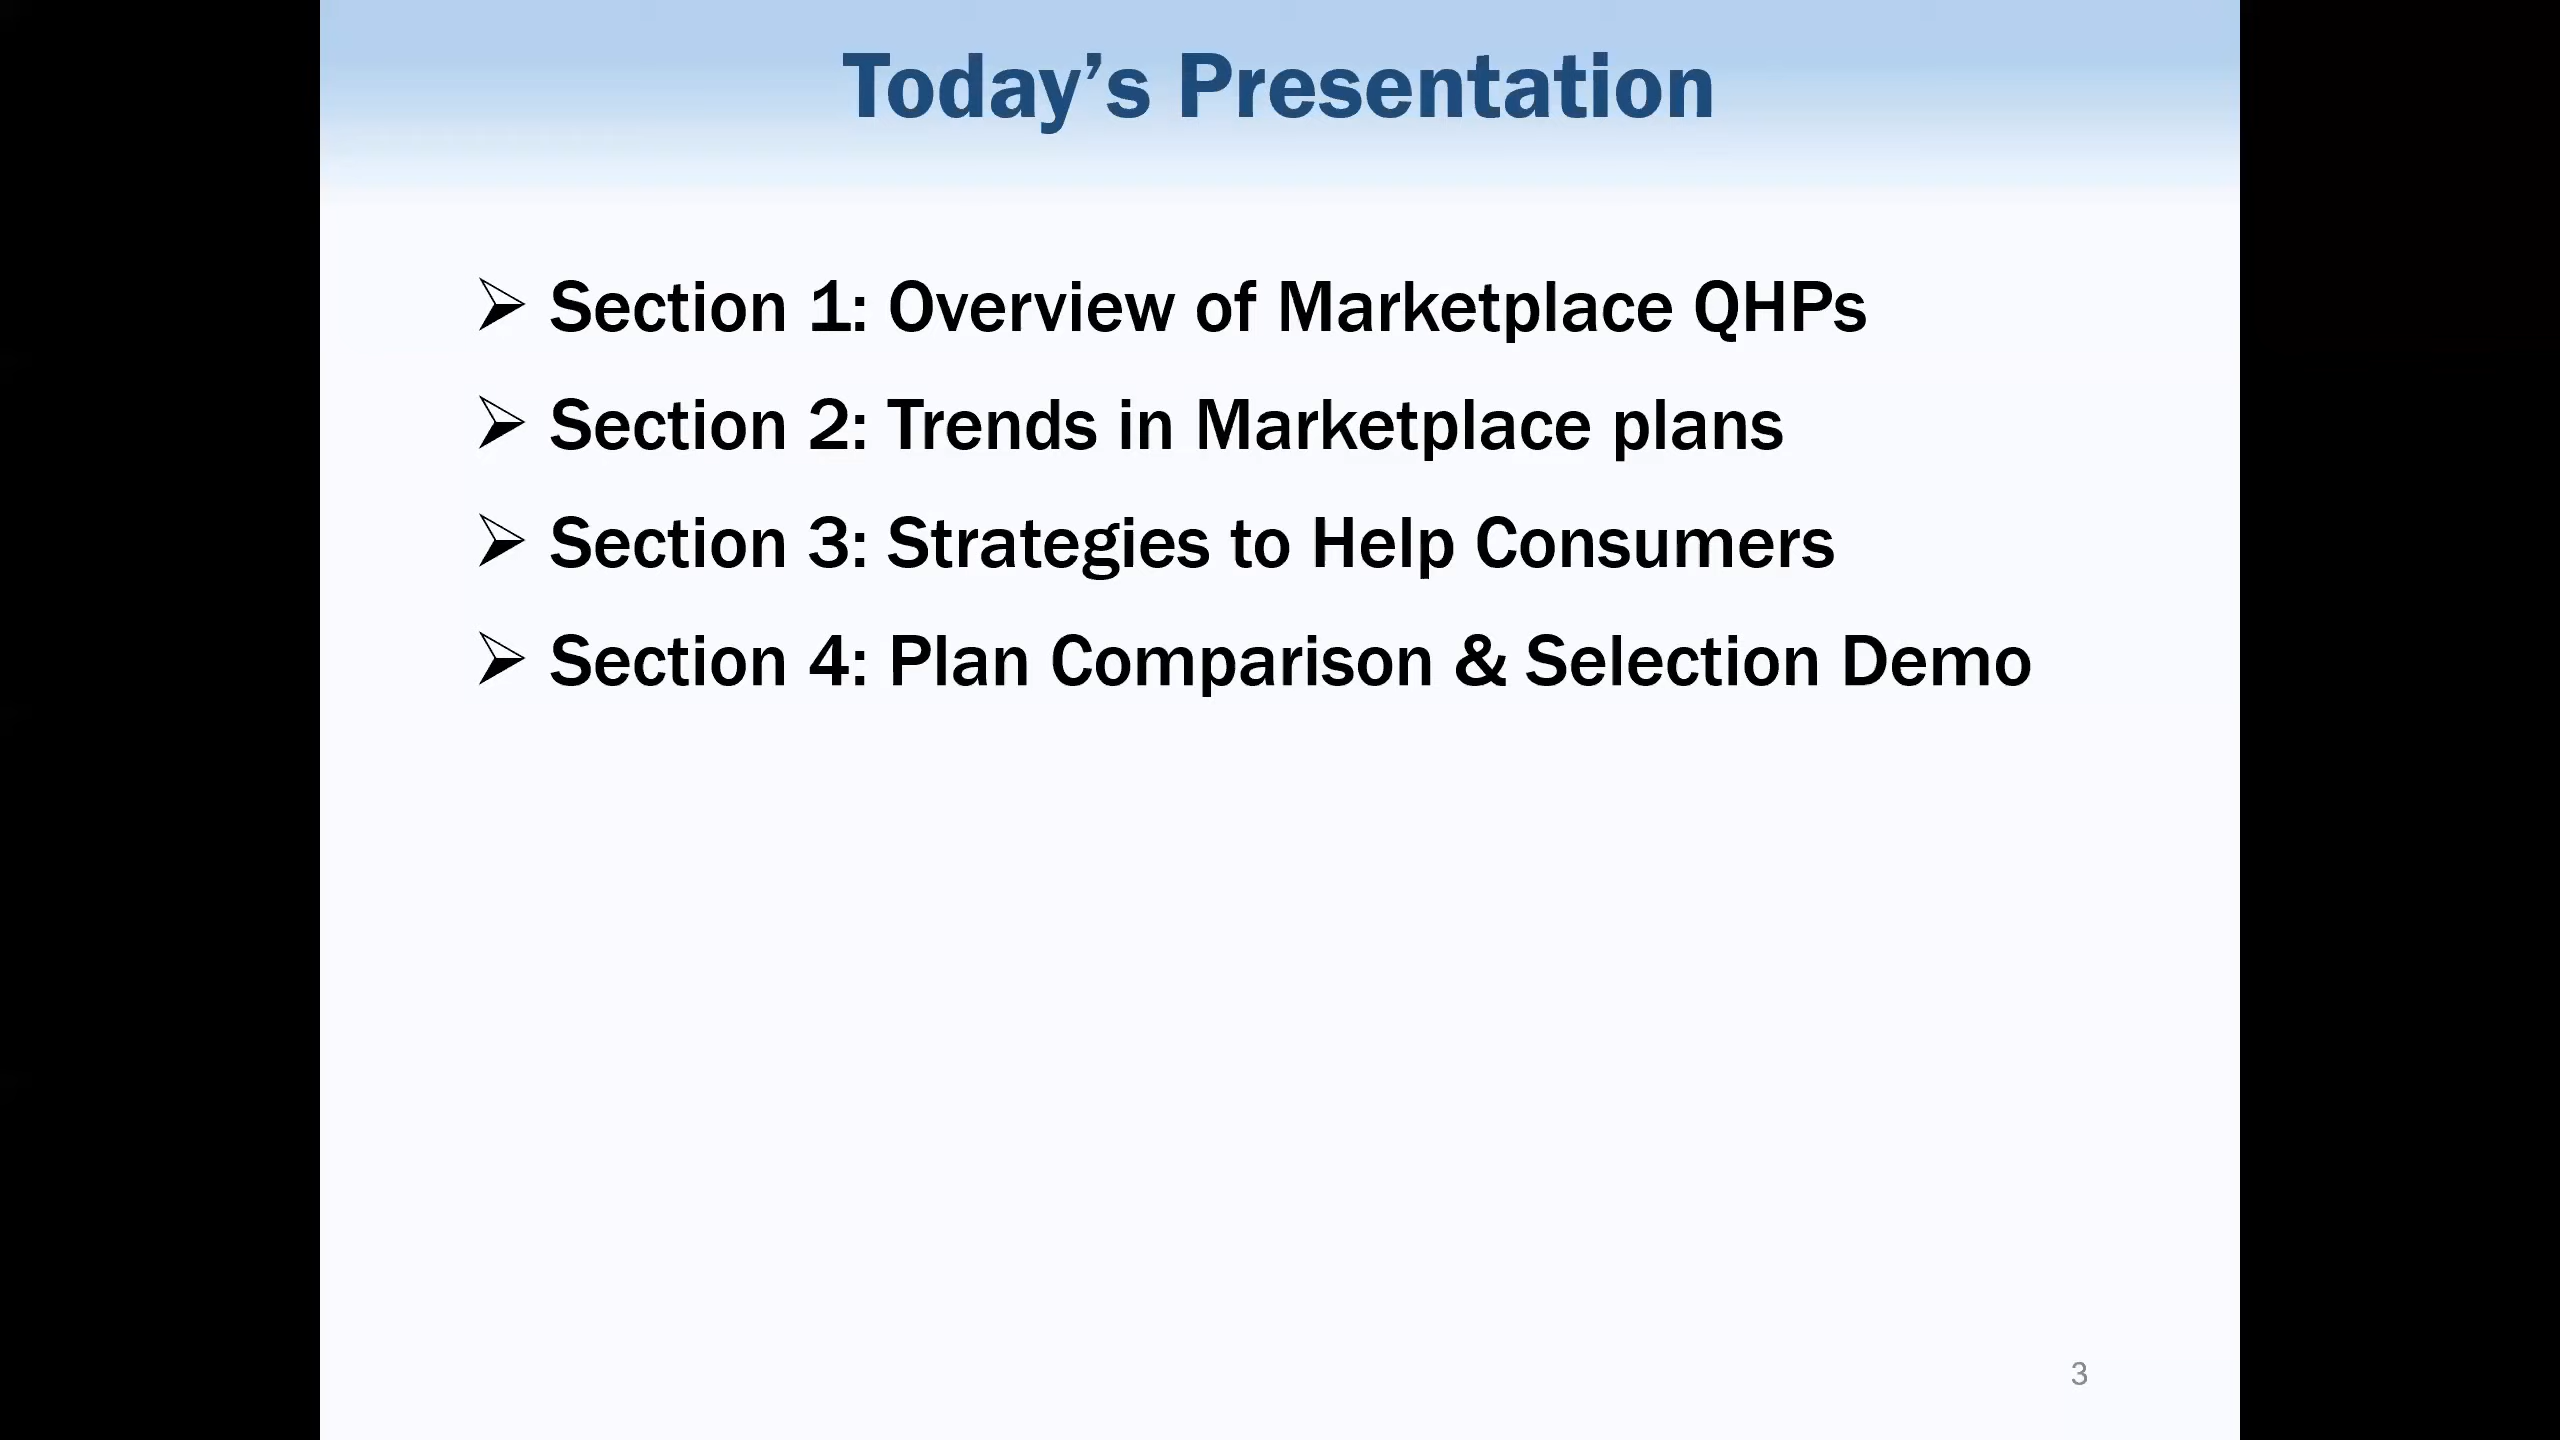 Today’s Presentation
➢ Section 1: Overview of Marketplace QHPs
➢ Section 2: Trends in Marketplace plans
➢ Section 3: Strategies to Help Consumers
➢ Section 4: Plan Comparison & Selection Demo
3